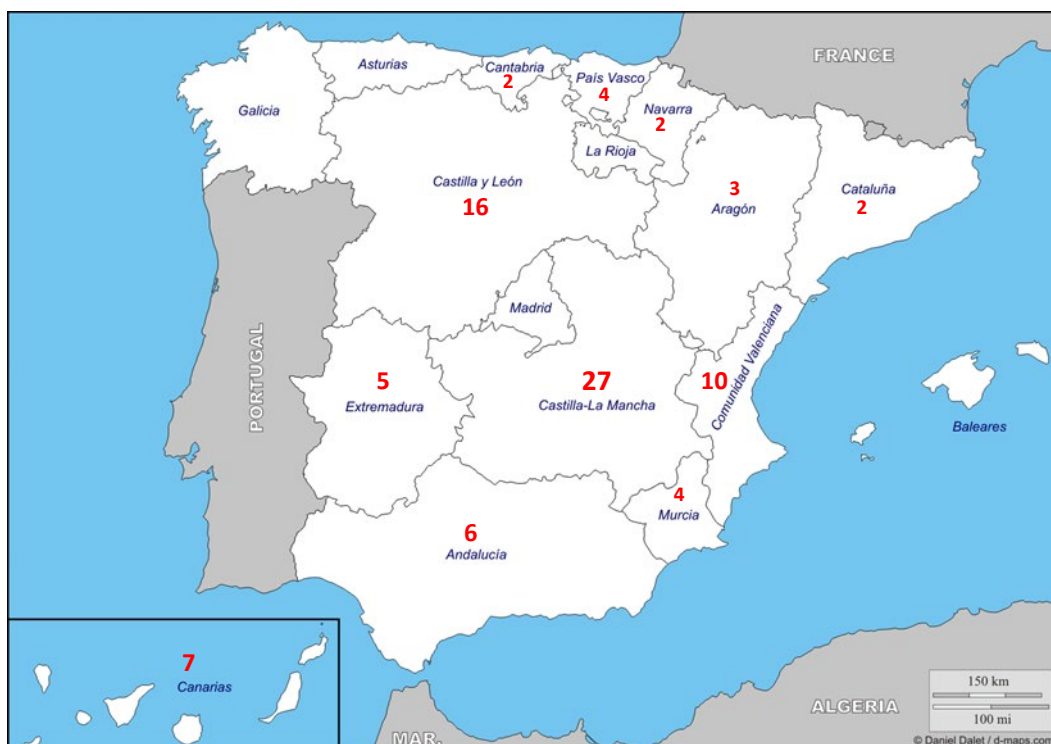 FRANCE
Asturias
Cantabria
2
País Vasco
4
Galicia
Navarra
2
La Rioja
Castilla y León
16
3
Aragón
Cataluña
2
Madrid
Comunidad Valenciana
PORTUGAL
5
Extremadura
27
Castilla-La Mancha
10
Baleares
4
Murcia
6
Andalucía
7
Canarias
150 km
100 mi
ALGERIA
MAR.
© Daniel Dalet / d-maps.com